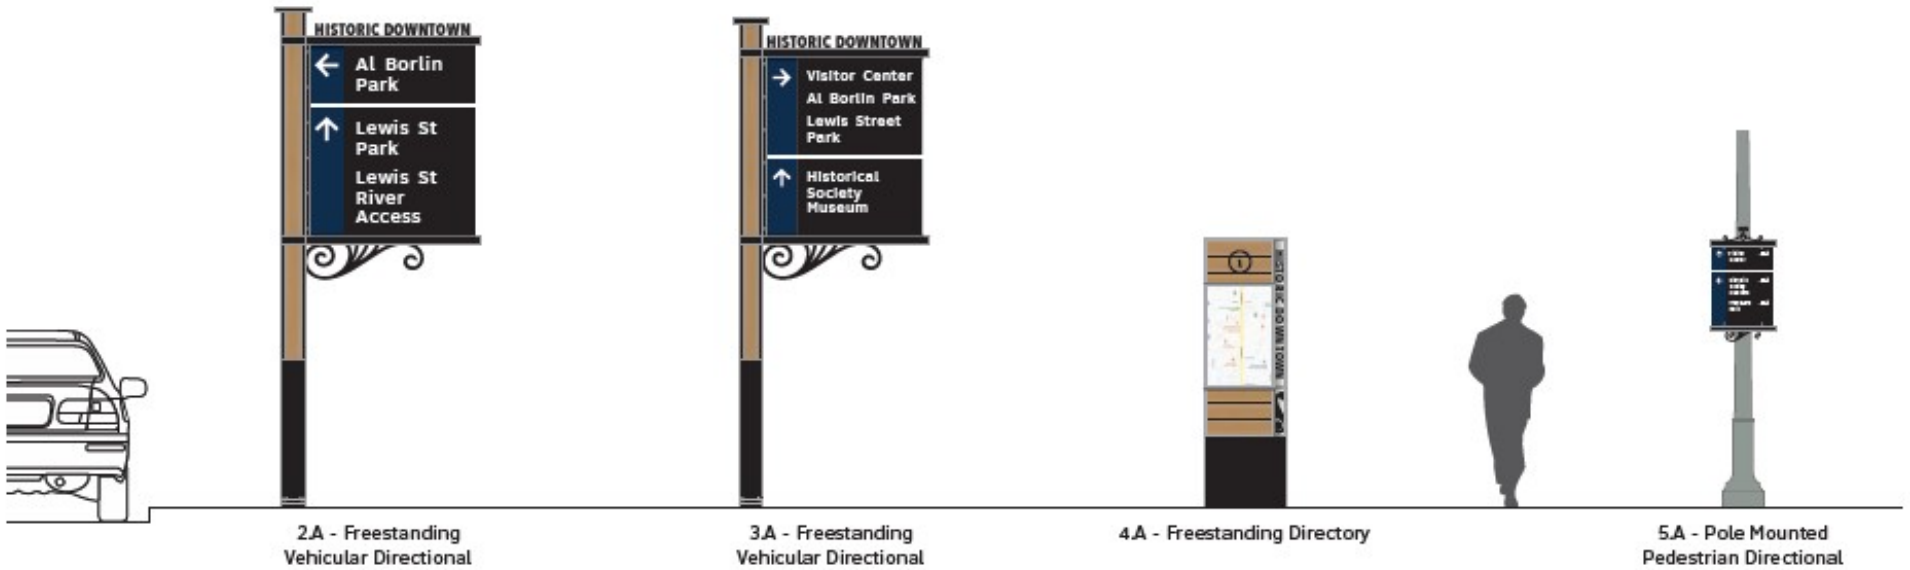 HISTORIC DOWNTOWN
← Al Borlin
Park
↑ Lewis St
Park
Lewis St
River
Access
HISTORIC DOWNTOWN
→ Visitor Center
Al Borlin Park
Lewis Street
Park
↑ Historical
Society
Museum
i
HISTORIC DOWNTOWN
2.A - Freestanding
Vehicular Directional
3.A - Freestanding
Vehicular Directional
4.A - Freestanding Directory
5.A - Pole Mounted
Pedestrian Directional